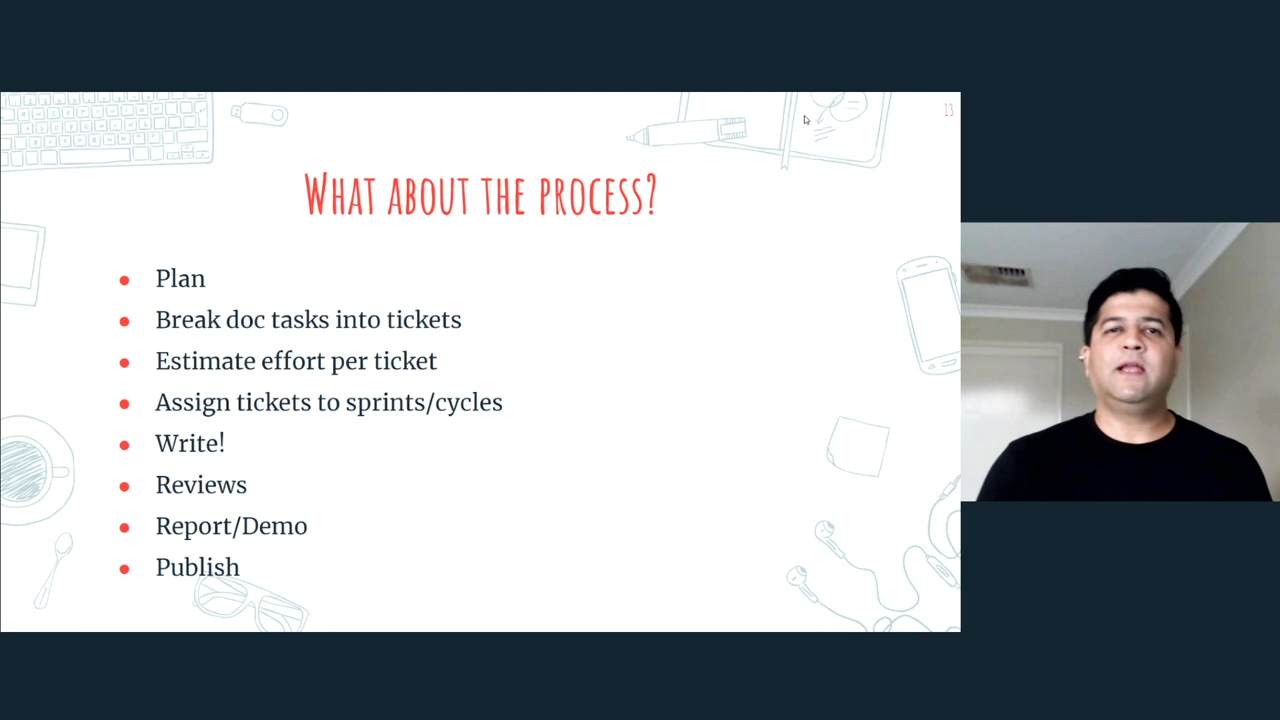 13
What about the process?
● Plan
● Break doc tasks into tickets
● Estimate effort per ticket
● Assign tickets to sprints/cycles
● Write!
● Reviews
● Report/Demo
● Publish